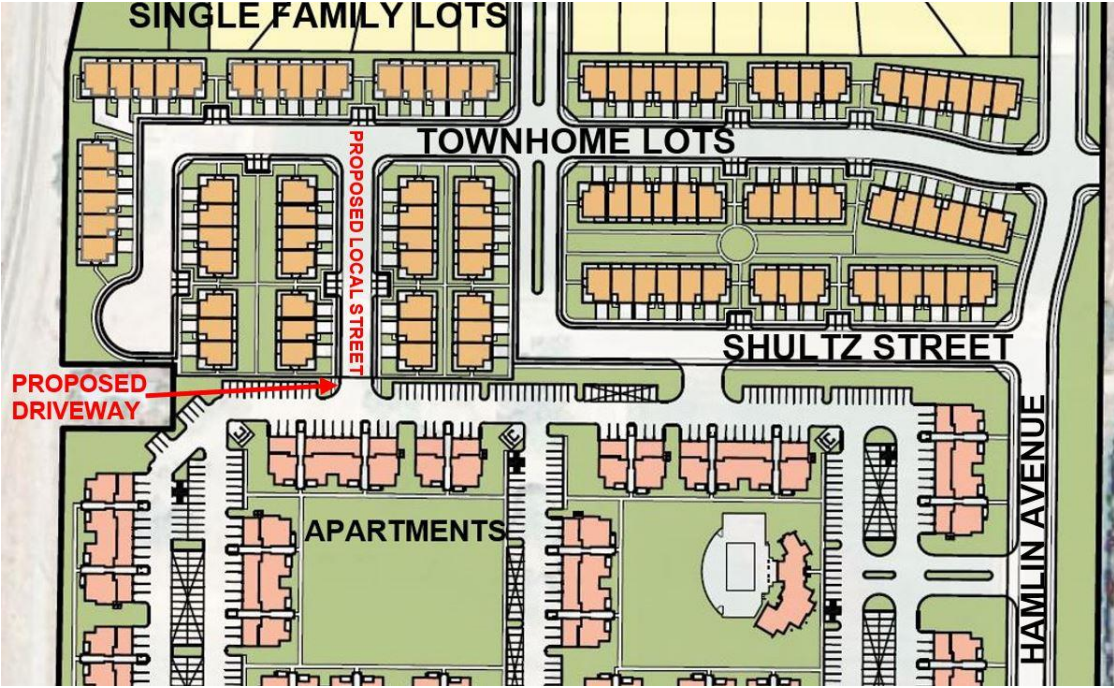 SINGLE FAMILY LOTS
TOWNHOME LOTS
PROPOSED LOCAL STREET
SHULTZ STREET
PROPOSED
DRIVEWAY
HAMLIN AVENUE
APARTMENTS